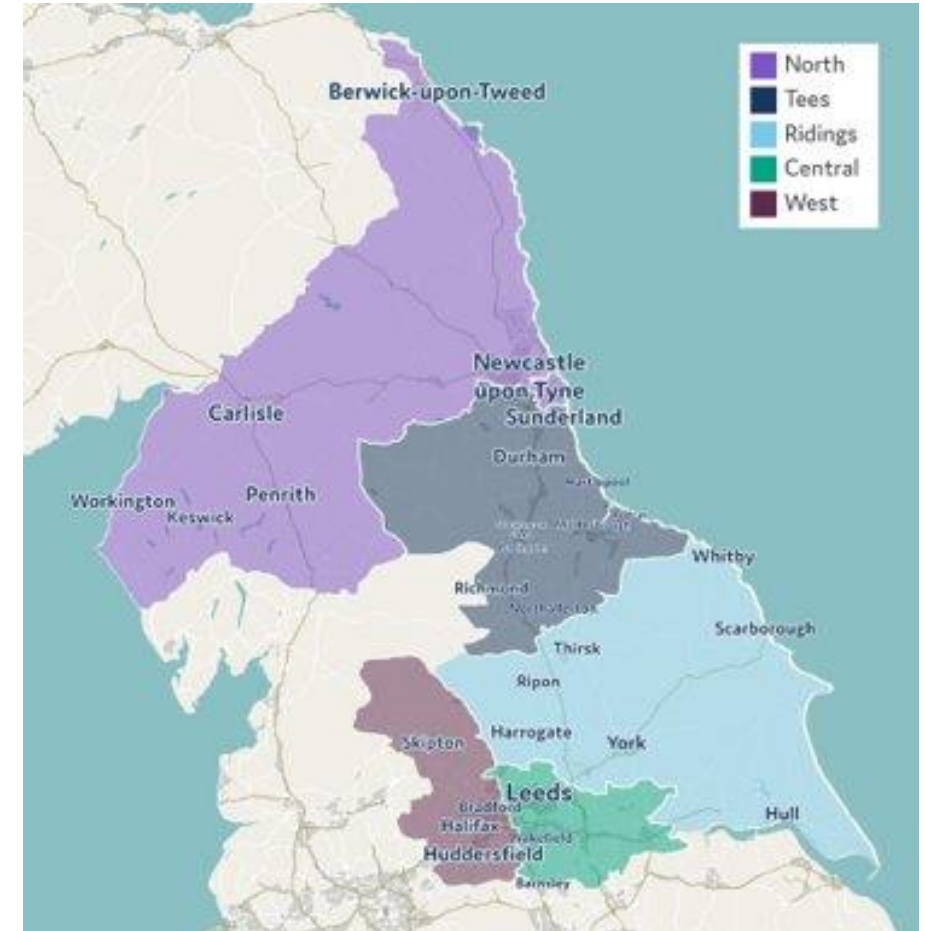 North
Tees
Ridings
Central
West
Berwick-upon-Tweed
Newcastle
upon Tyne
Sunderland
Carlisle
Durham
Hartlepool
Workington
Penrith
Keswick
Whitby
Richmond
Northallerton
Scarborough
Thirsk
Ripon
Harrogate
York
Skipton
Leeds
Bradford
Hull
Halifax
Wakefield
Huddersfield
Barnsley